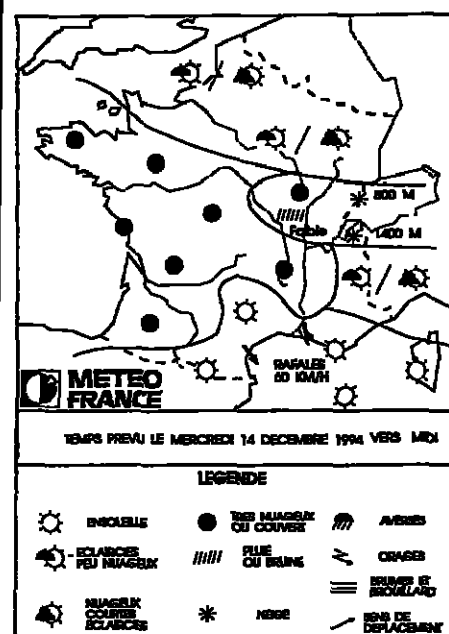 800 M
Faible
1400 M
RAFALES
60 KM/H
METEO
FRANCE
TEMPS PREVU LE MERCREDI 14 DECEMBRE 1994 VERS MIDI
LEGENDE
ENSOLEILLE
TRES NUAGEUX
OU COUVERT
AVERSES
ECLAIRCIES
PEU NUAGEUX
PLUIE
OU BRUINE
ORAGES
BRUMES ET
BROUILLARD
NUAGEUX
COURTES
ECLAIRCIES
NEIGE
SENS DE
DEPLACEMENT